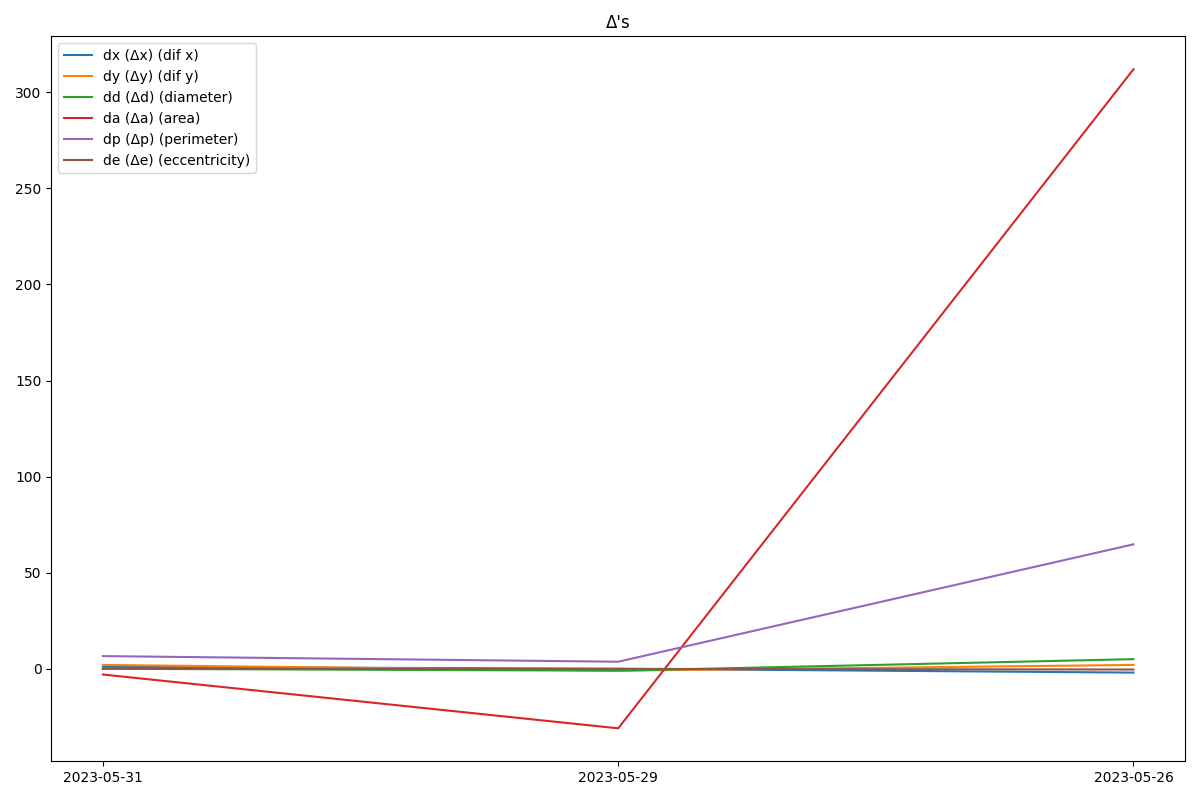 Δ's
dx (Δx) (dif x)
dy (Δy) (dif y)
dd (Δd) (diameter)
da (Δa) (area)
dp (Δp) (perimeter)
de (Δe) (eccentricity)
300
250
200
150
100
50
0
2023-05-31
2023-05-29
2023-05-26